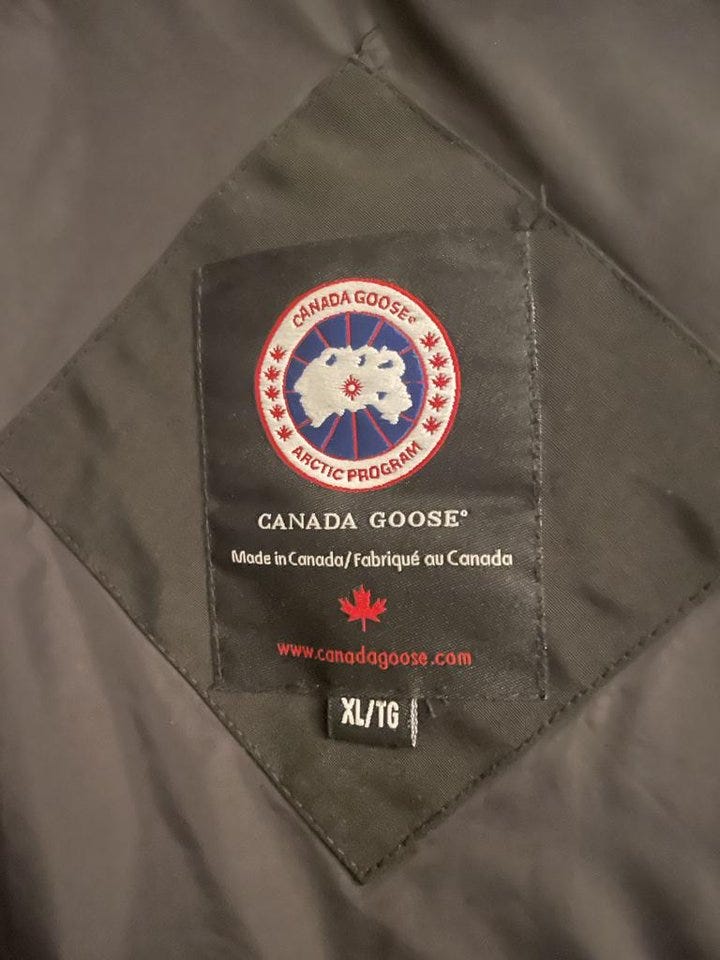 CANADA GOOSE®
ARCTIC PROGRAM
CANADA GOOSE®
Made in Canada/Fabriqué au Canada
www.canadagoose.com
XL/TG